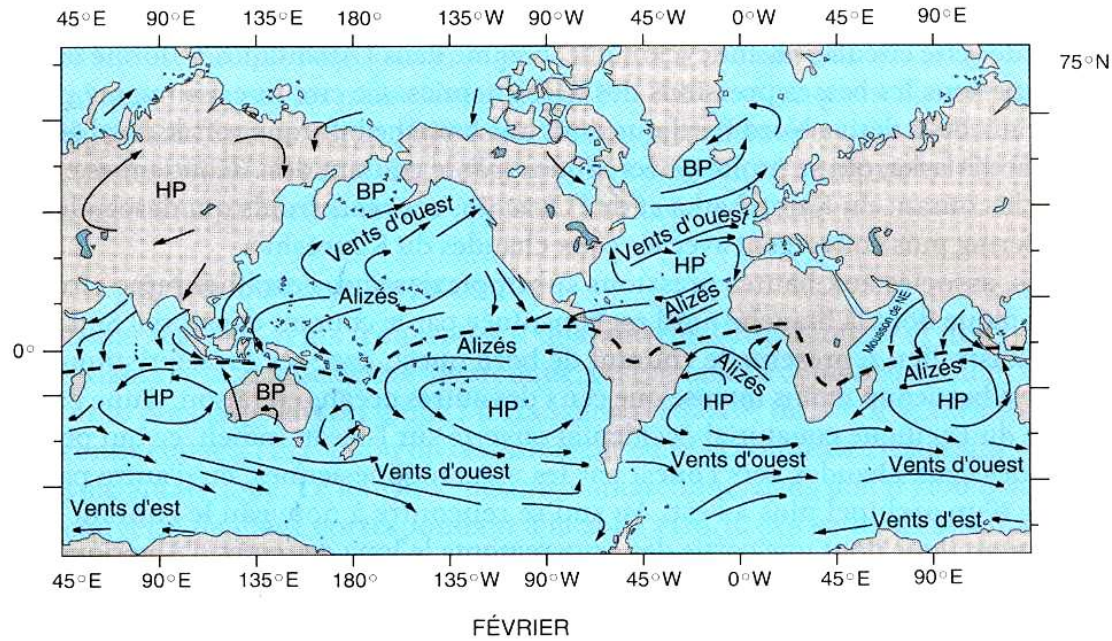 45°E 90°E 135°E 180° 135°W 90°W 45°W 0°W 45°E 90°E
75°N
HP
BP
BP
Vents d'ouest
Vents d'ouest
HP
Alizés
Alizés
Mousson de NE
0°
Alizés
Alizés
Alizés
HP
BP
HP
HP
HP
Vents d'ouest
Vents d'ouest
Vents d'ouest
Vents d'est
Vents d'est
45°E 90°E 135°E 180° 135°W 90°W 45°W 0°W 45°E 90°E
FÉVRIER